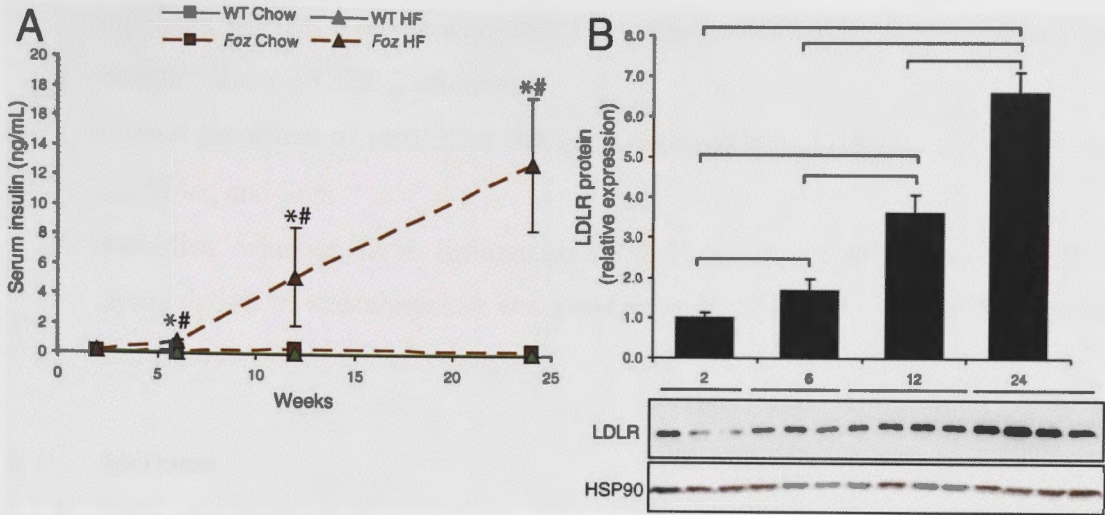 A
WT Chow WT HF
Foz Chow Foz HF
Serum insulin (ng/mL)
20
18
16
14
12
10
8
6
4
2
0
*#
*#
*#
0 5 10 15 20 25
Weeks
B
LDLR protein
(relative expression)
8.0
7.0
6.0
5.0
4.0
3.0
2.0
1.0
0.0
2 6 12 24
LDLR
HSP90